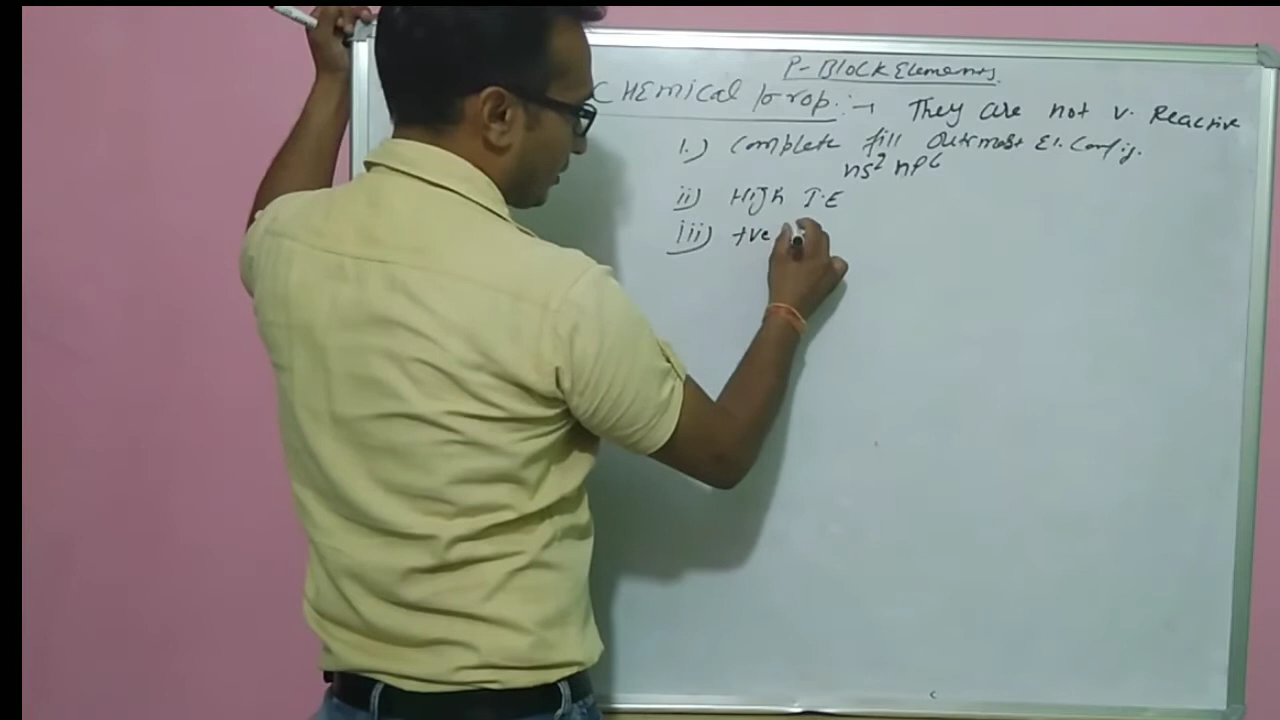 P-Block Elements.
CHemical Prop. :→ They are not v. Reactive
1.) Complete fill Outermost El. Config.
ns² np6
ii) High I.E
iii) +ve